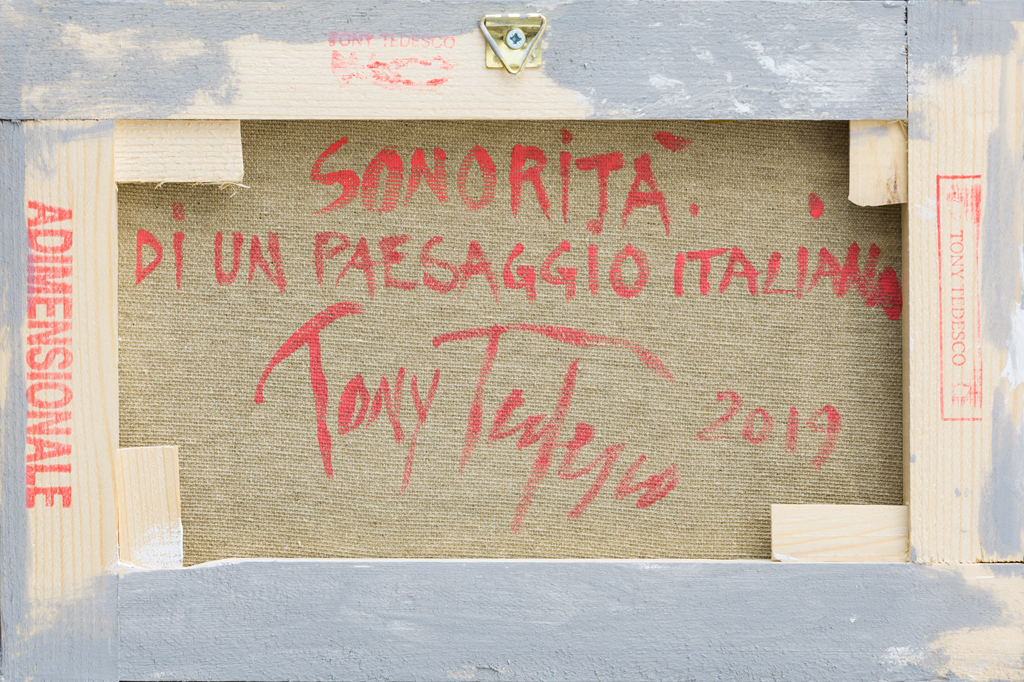 TONY TEDESCO
SONORITÀ.
DI UN PAESAGGIO ITALIANO
Tony Tedesco 2019
ADIMENSIONALE
TONY TEDESCO